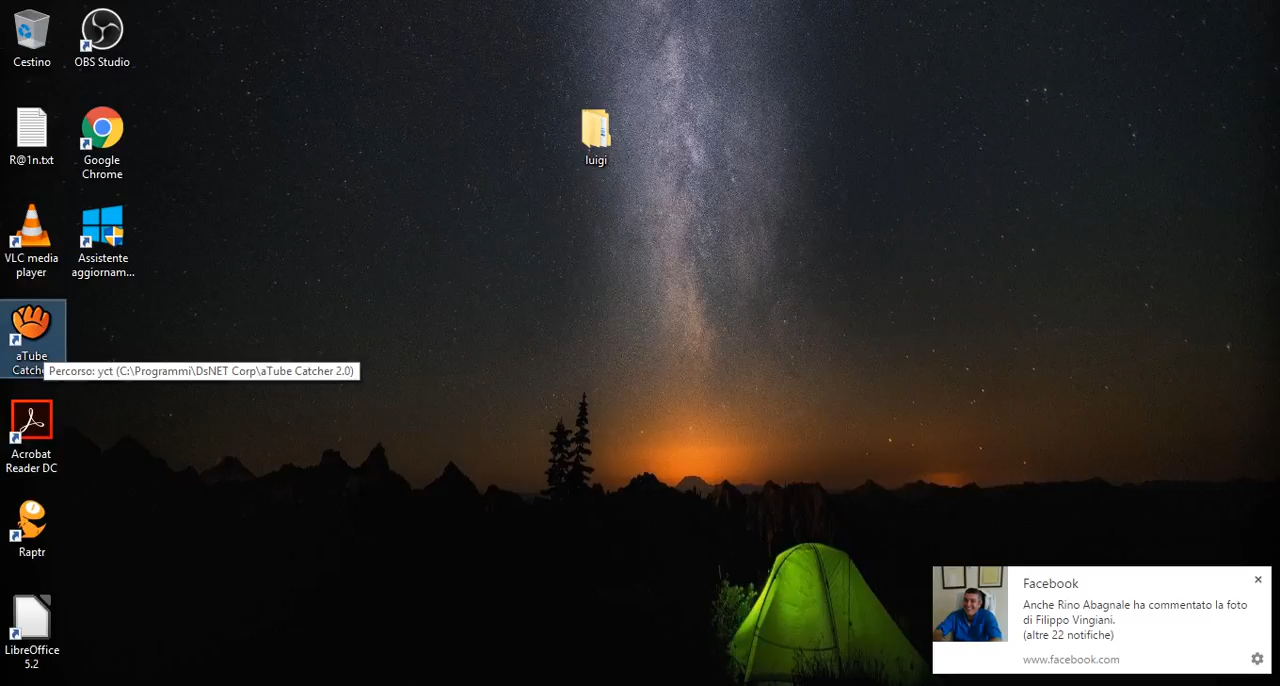 Cestino
OBS Studio
R@1n.txt
Google
Chrome
luigi
VLC media
player
Assistente
aggiornam...
aTube
Catch
Percorso: yct (C:\Programmi\DsNET Corp\aTube Catcher 2.0)
Acrobat
Reader DC
Raptr
LibreOffice
5.2
Facebook
Anche Rino Abagnale ha commentato la foto
di Filippo Vingiani.
(altre 22 notifiche)
www.facebook.com